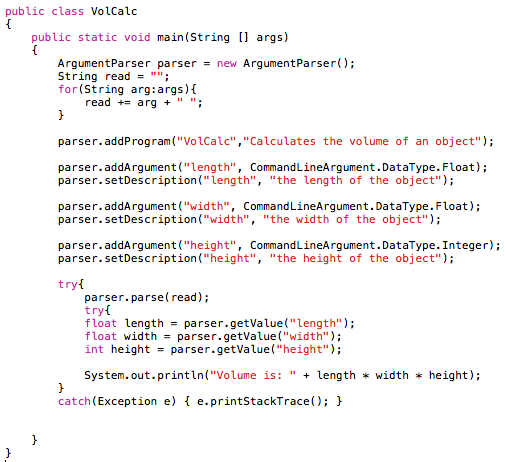 public class VolCalc
{
    public static void main(String [] args)
    {
        ArgumentParser parser = new ArgumentParser();
        String read = "";
        for(String arg:args){
            read += arg + " ";
        }

        parser.addProgram("VolCalc","Calculates the volume of an object");

        parser.addArgument("length", CommandLineArgument.DataType.Float);
        parser.setDescription("length", "the length of the object");

        parser.addArgument("width", CommandLineArgument.DataType.Float);
        parser.setDescription("width", "the width of the object");

        parser.addArgument("height", CommandLineArgument.DataType.Integer);
        parser.setDescription("height", "the height of the object");

        try{
            parser.parse(read);
            try{
            float length = parser.getValue("length");
            float width = parser.getValue("width");
            int height = parser.getValue("height");

            System.out.println("Volume is: " + length * width * height);
        }
        catch(Exception e) { e.printStackTrace(); }


    }
}